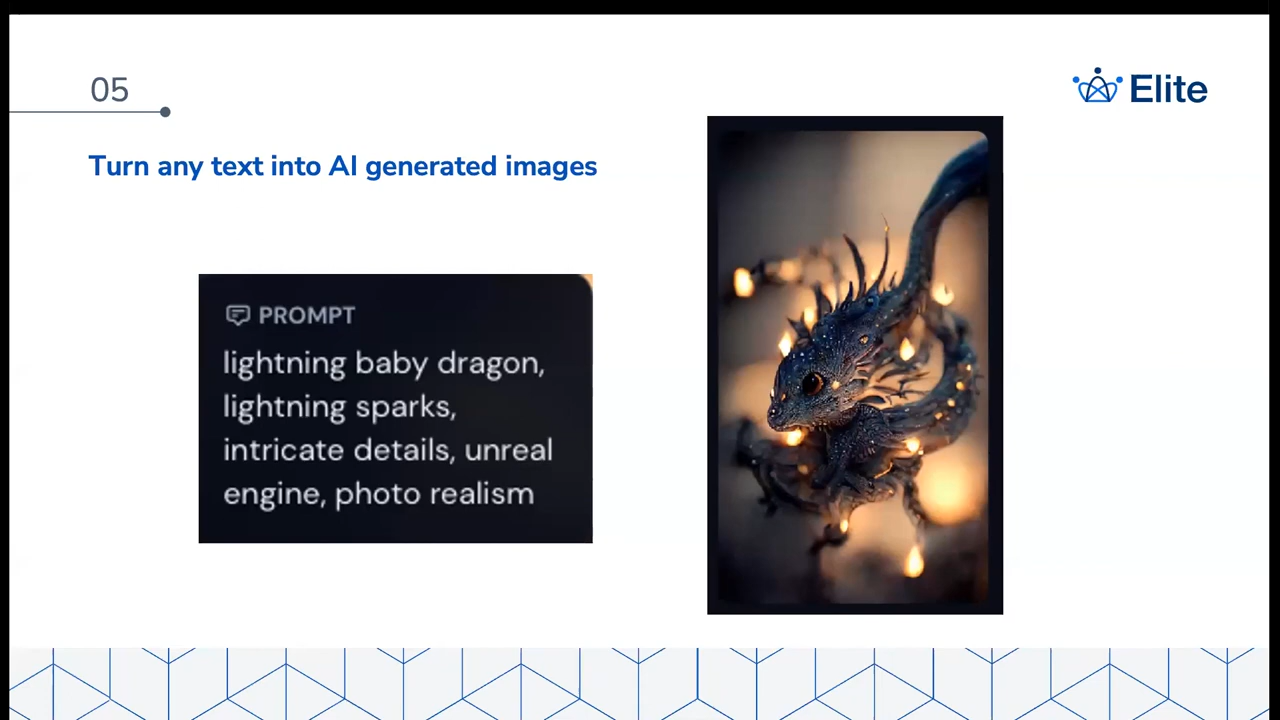 05
Elite
Turn any text into AI generated images
PROMPT
lightning baby dragon,
lightning sparks,
intricate details, unreal
engine, photo realism